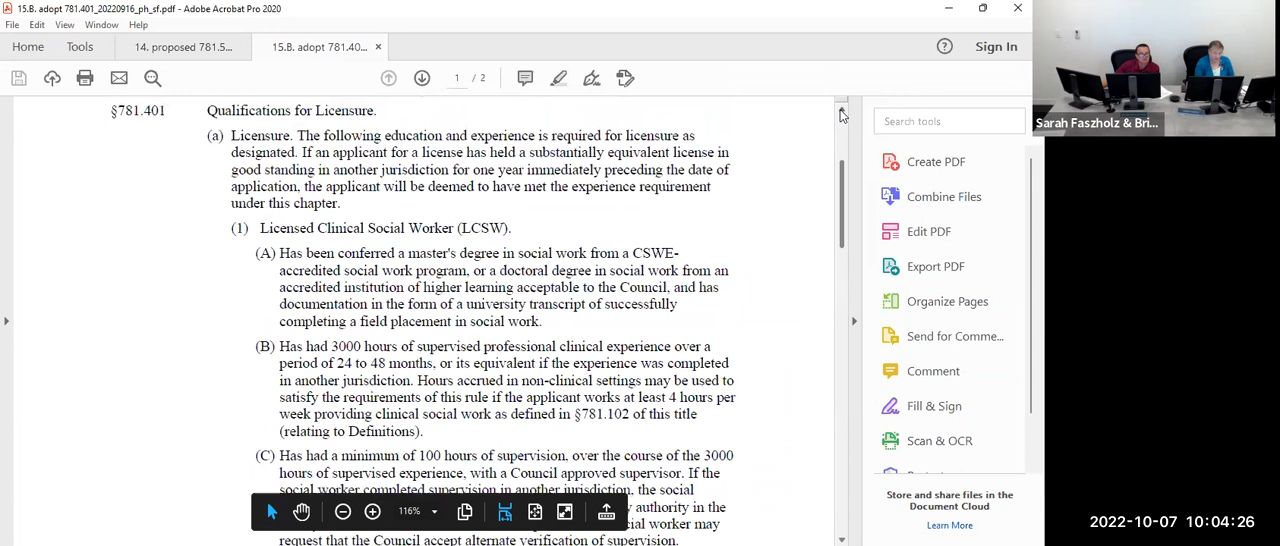 15.B. adopt 781.401_20220916_ph_sf.pdf - Adobe Acrobat Pro 2020
File Edit View Window Help
Home Tools 14. proposed 781.5... 15.B. adopt 781.40... × Sign In
1 / 2
§781.401 Qualifications for Licensure.
(a) Licensure. The following education and experience is required for licensure as
designated. If an applicant for a license has held a substantially equivalent license in
good standing in another jurisdiction for one year immediately preceding the date of
application, the applicant will be deemed to have met the experience requirement
under this chapter.
(1) Licensed Clinical Social Worker (LCSW).
(A) Has been conferred a master's degree in social work from a CSWE-
accredited social work program, or a doctoral degree in social work from an
accredited institution of higher learning acceptable to the Council, and has
documentation in the form of a university transcript of successfully
completing a field placement in social work.
(B) Has had 3000 hours of supervised professional clinical experience over a
period of 24 to 48 months, or its equivalent if the experience was completed
in another jurisdiction. Hours accrued in non-clinical settings may be used to
satisfy the requirements of this rule if the applicant works at least 4 hours per
week providing clinical social work as defined in §781.102 of this title
(relating to Definitions).
(C) Has had a minimum of 100 hours of supervision, over the course of the 3000
hours of supervised experience, with a Council approved supervisor. If the
social worker completed supervision in another jurisdiction, the social
authority in the
worker may
request that the Council accept alternate verification of supervision.
116%
Search tools
Create PDF
Combine Files
Edit PDF
Export PDF
Organize Pages
Send for Comme...
Comment
Fill & Sign
Scan & OCR
Store and share files in the
Document Cloud
Learn More
Sarah Faszholz & Bri...
2022-10-07 10:04:26